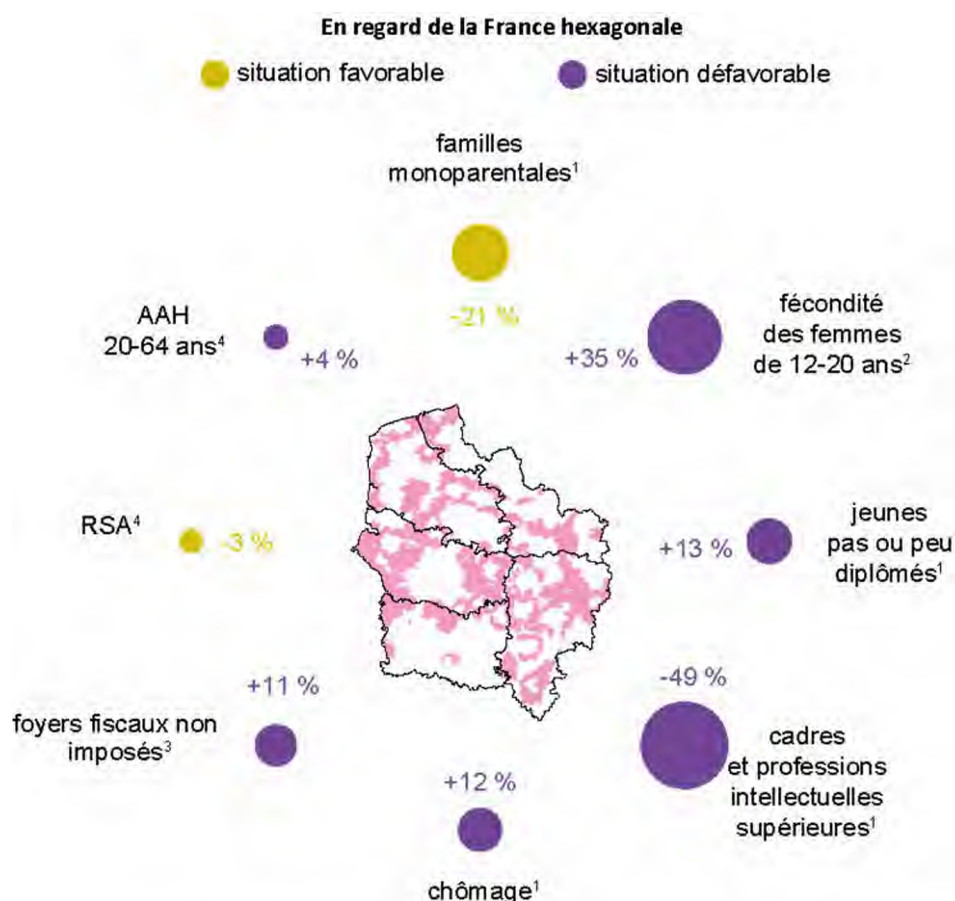 En regard de la France hexagonale
situation favorable
situation défavorable
familles
monoparentales¹
-21 %
AAH
20-64 ans⁴
+4 %
+35 %
fécondité
des femmes
de 12-20 ans²
RSA⁴
-3 %
+13 %
jeunes
pas ou peu
diplômés¹
+11 %
foyers fiscaux non
imposés³
-49 %
cadres
et professions
intellectuelles
supérieures¹
+12 %
chômage¹